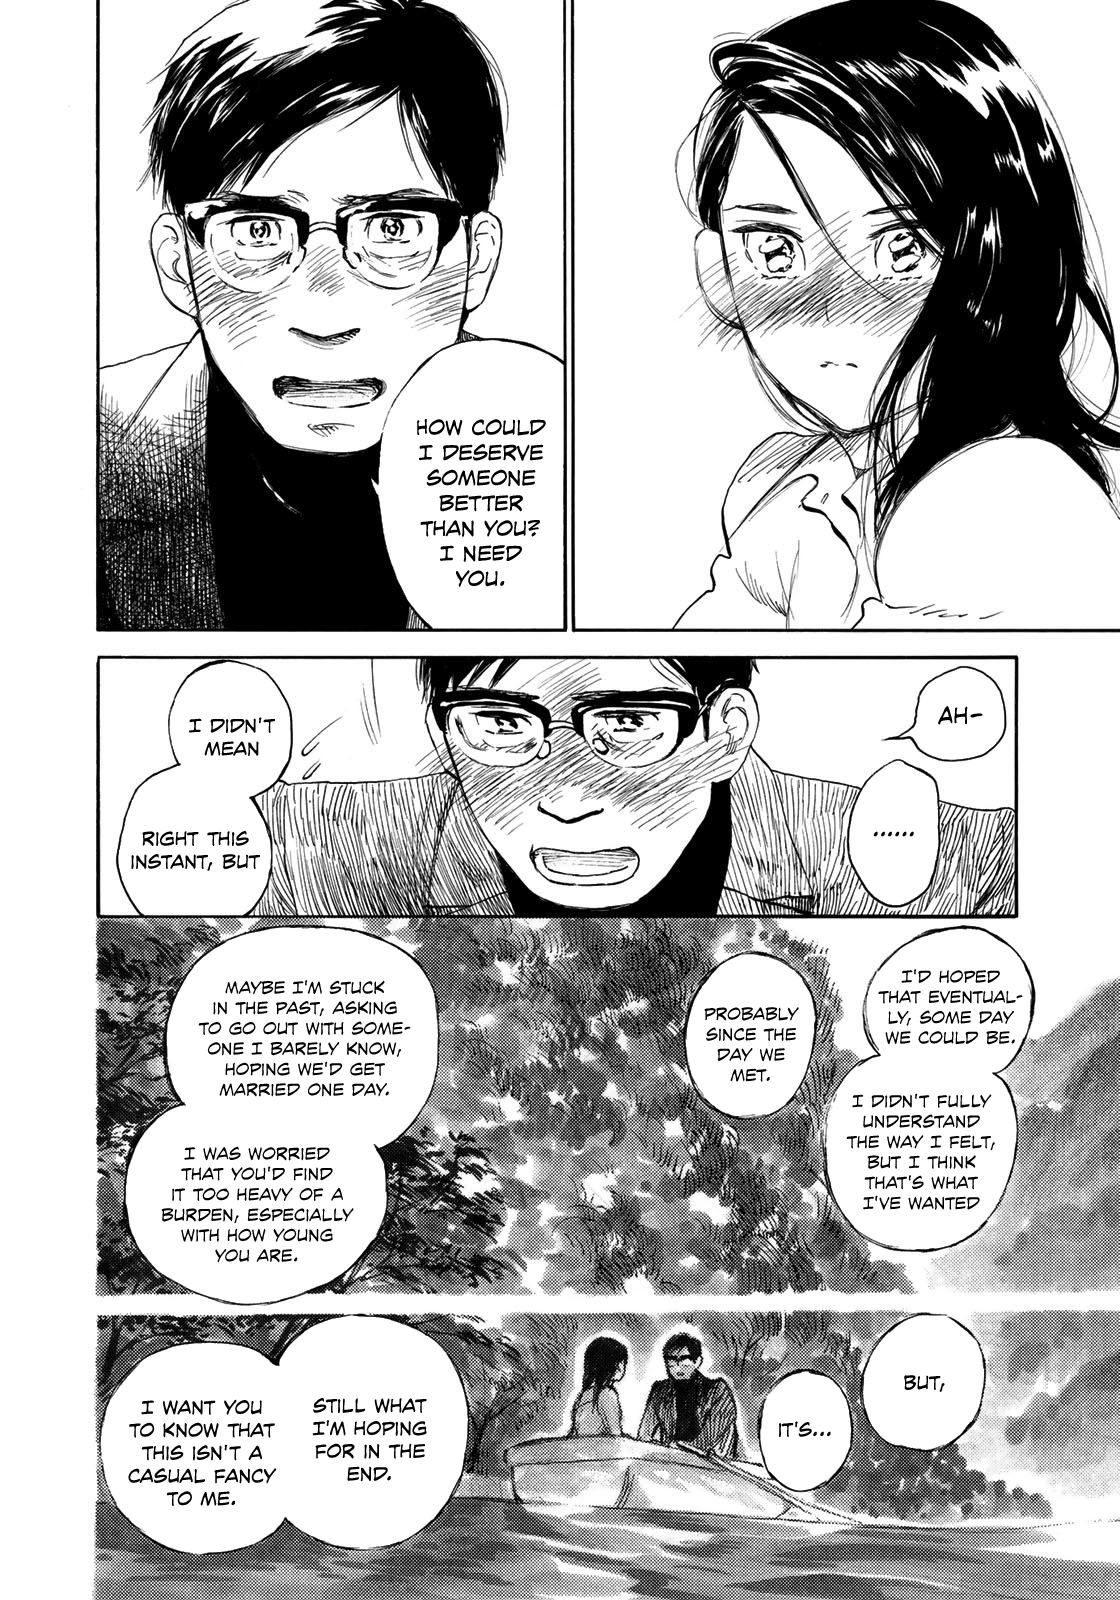 HOW COULD
I DESERVE
SOMEONE
BETTER
THAN YOU?
I NEED
YOU.
AH-
......
I DIDN'T
MEAN
RIGHT THIS
INSTANT, BUT
I'D HOPED
THAT EVENTUAL-
LY, SOME DAY
WE COULD BE.
I DIDN'T FULLY
UNDERSTAND
THE WAY I FELT,
BUT I THINK
THAT'S WHAT
I'VE WANTED
PROBABLY
SINCE THE
DAY WE
MET.
MAYBE I'M STUCK
IN THE PAST, ASKING
TO GO OUT WITH SOME-
ONE I BARELY KNOW,
HOPING WE'D GET
MARRIED ONE DAY.
I WAS WORRIED
THAT YOU'D FIND
IT TOO HEAVY OF A
BURDEN, ESPECIALLY
WITH HOW YOUNG
YOU ARE.
BUT,
IT'S...
STILL WHAT
I'M HOPING
FOR IN THE
END.
I WANT YOU
TO KNOW THAT
THIS ISN'T A
CASUAL FANCY
TO ME.